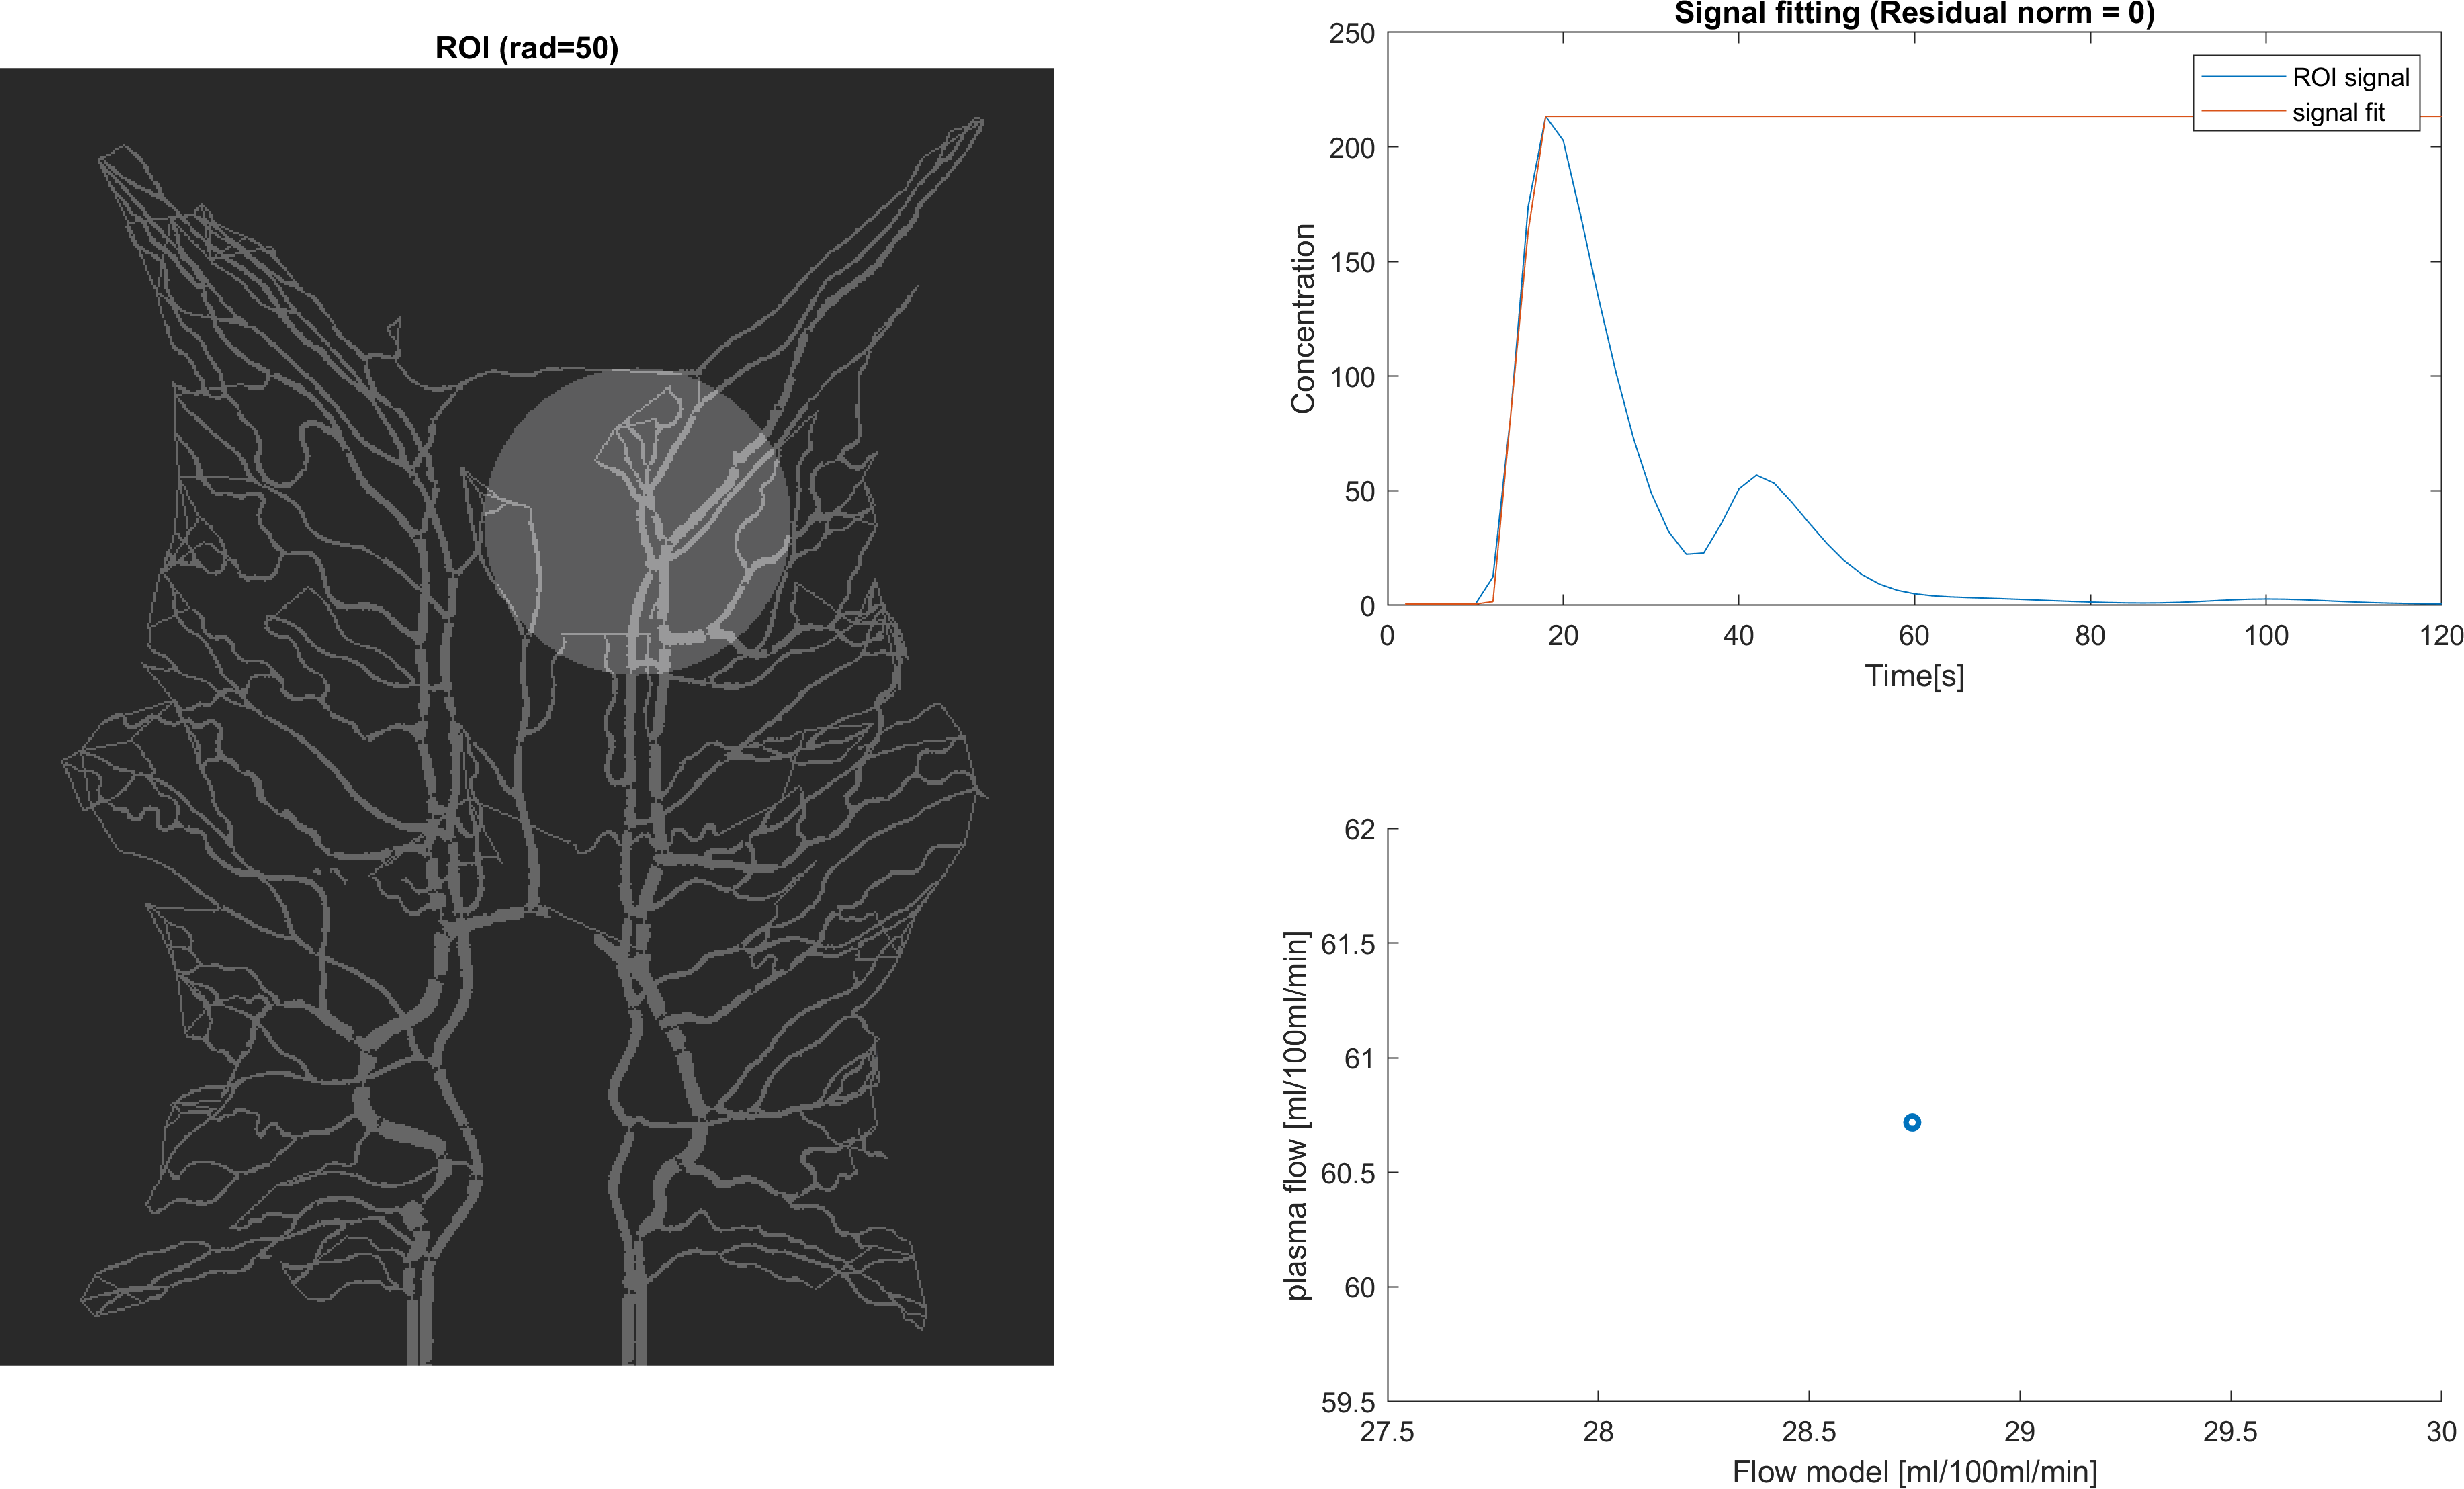 ROI (rad=50)
Signal fitting (Residual norm = 0)
250
200
150
100
50
0
Concentration
ROI signal
signal fit
0 20 40 60 80 100 120
Time[s]
62
61.5
61
60.5
60
59.5
plasma flow [ml/100ml/min]
27.5 28 28.5 29 29.5 30
Flow model [ml/100ml/min]